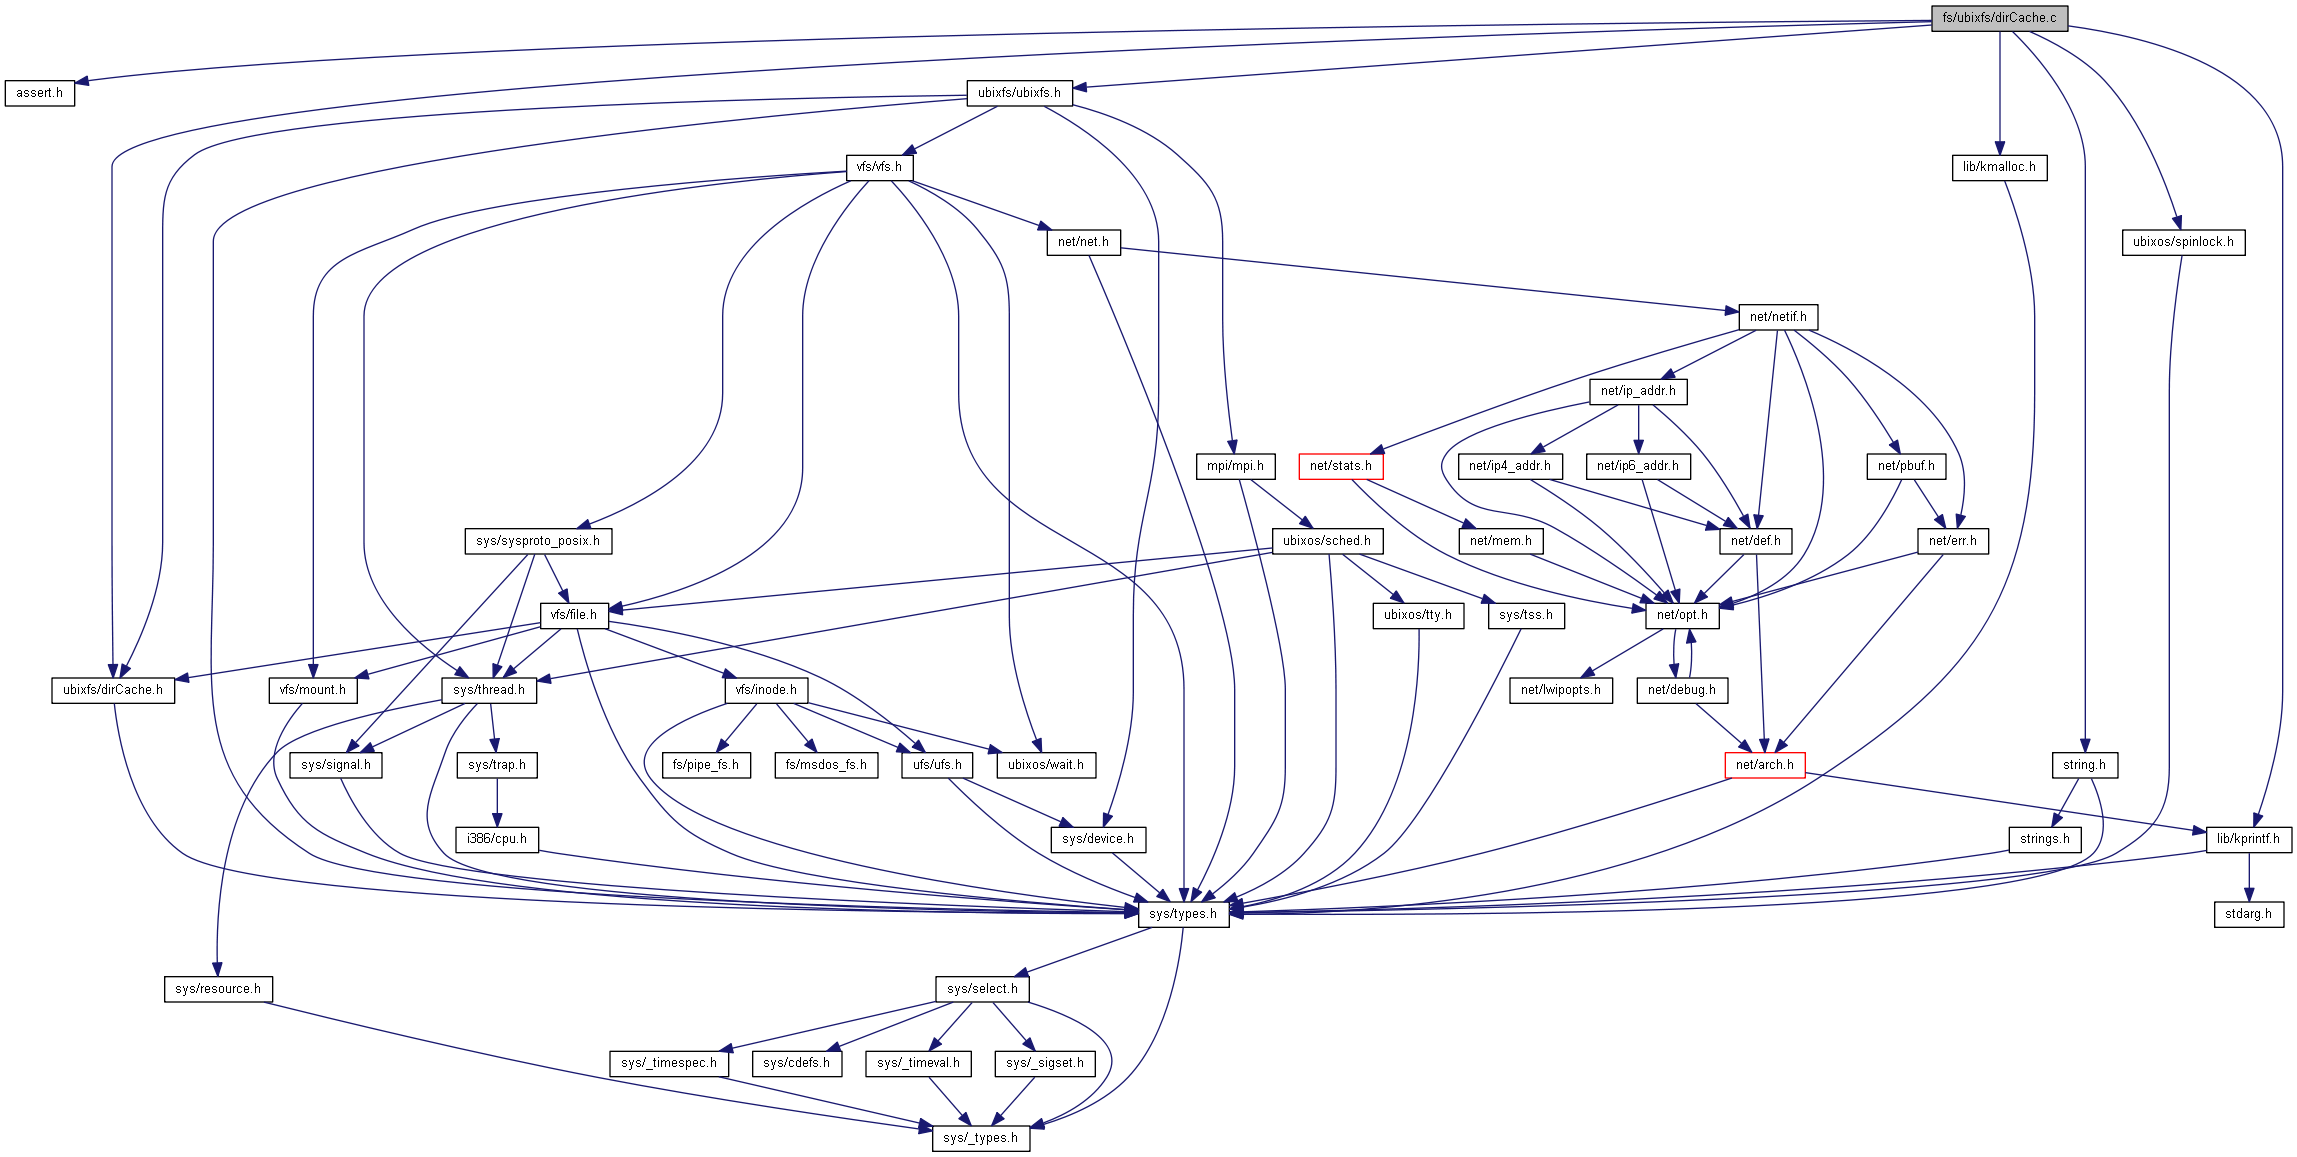 fs/ubixfs/dirCache.c
assert.h
ubixfs/ubixfs.h
vfs/vfs.h
lib/kmalloc.h
net/net.h
ubixos/spinlock.h
net/netif.h
net/ip_addr.h
mpi/mpi.h
net/stats.h
net/ip4_addr.h
net/ip6_addr.h
net/pbuf.h
sys/sysproto_posix.h
ubixos/sched.h
net/mem.h
net/def.h
net/err.h
vfs/file.h
ubixos/tty.h
sys/tss.h
net/opt.h
ubixfs/dirCache.h
vfs/mount.h
sys/thread.h
vfs/inode.h
net/lwipopts.h
net/debug.h
sys/signal.h
sys/trap.h
fs/pipe_fs.h
fs/msdos_fs.h
ufs/ufs.h
ubixos/wait.h
net/arch.h
string.h
i386/cpu.h
sys/device.h
strings.h
lib/kprintf.h
sys/types.h
stdarg.h
sys/resource.h
sys/select.h
sys/_timespec.h
sys/cdefs.h
sys/_timeval.h
sys/_sigset.h
sys/_types.h